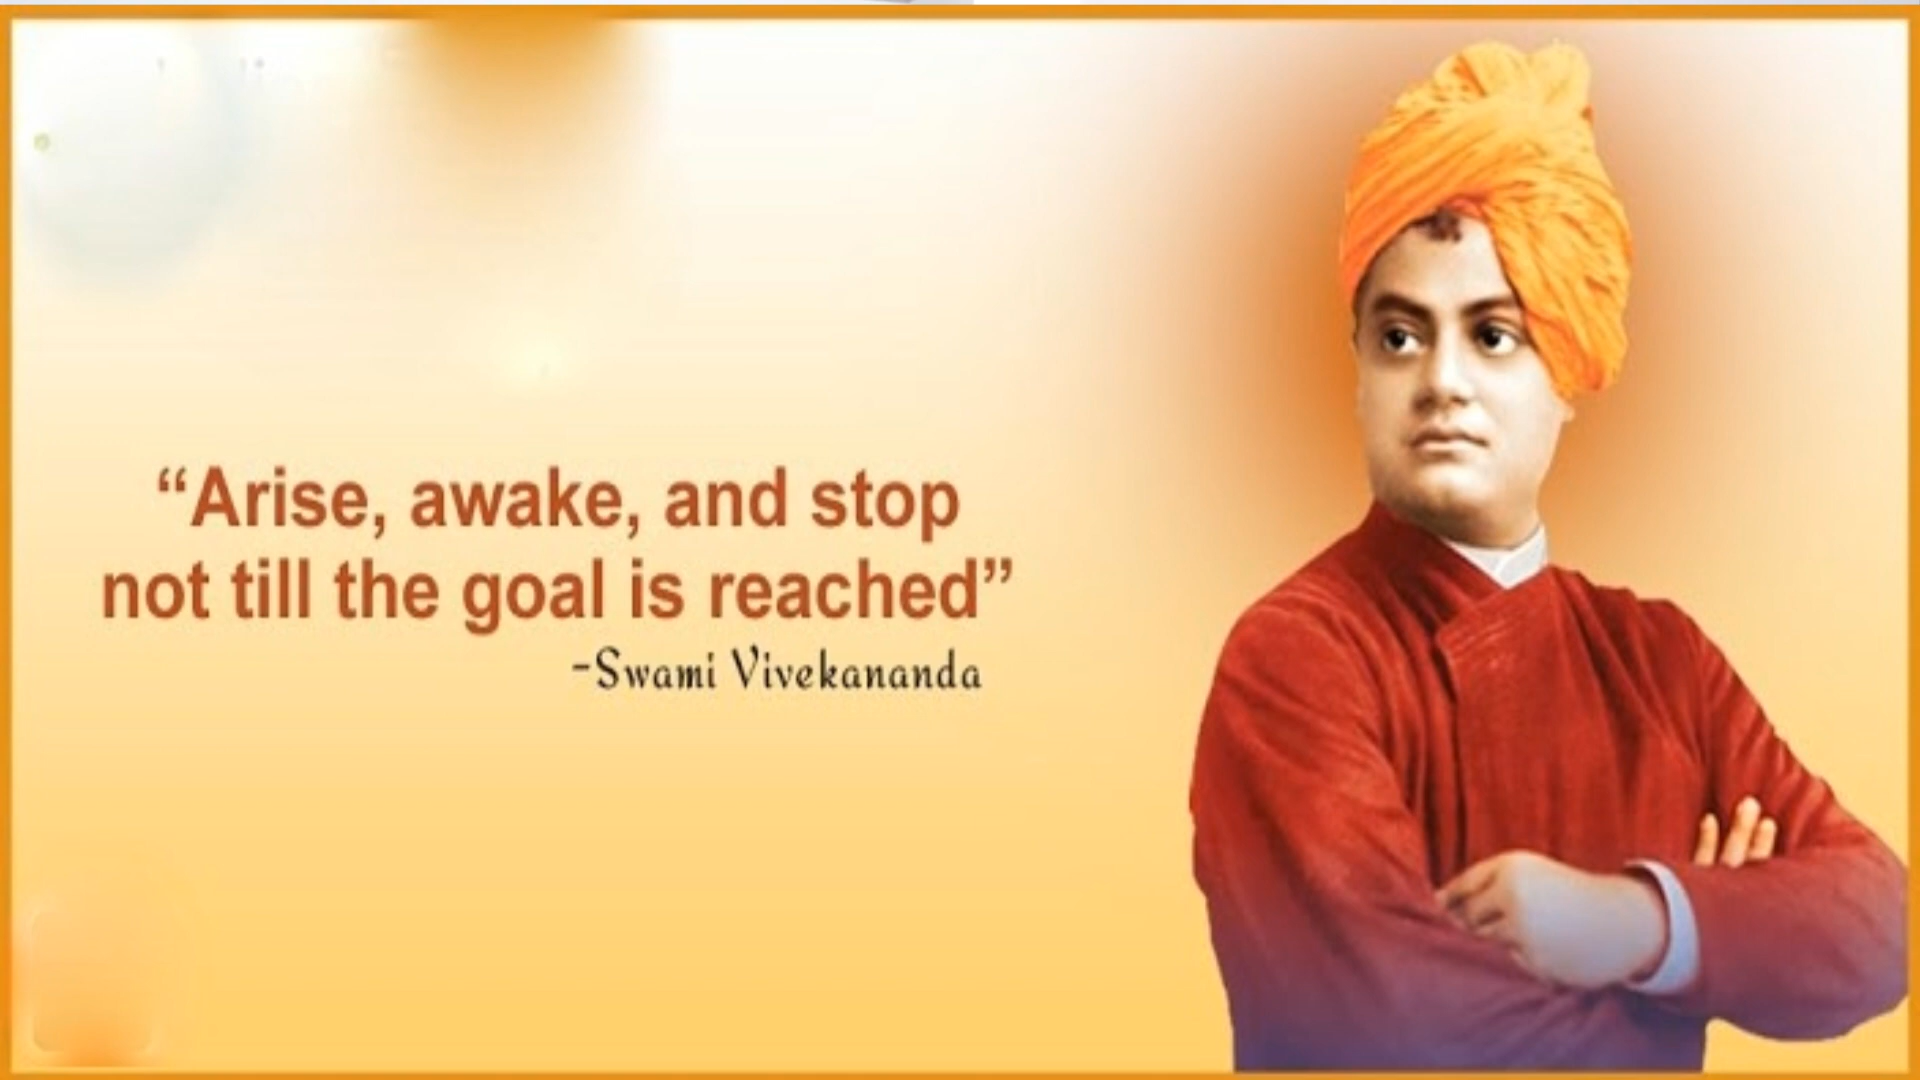 “Arise, awake, and stop
not till the goal is reached”
-Swami Vivekananda